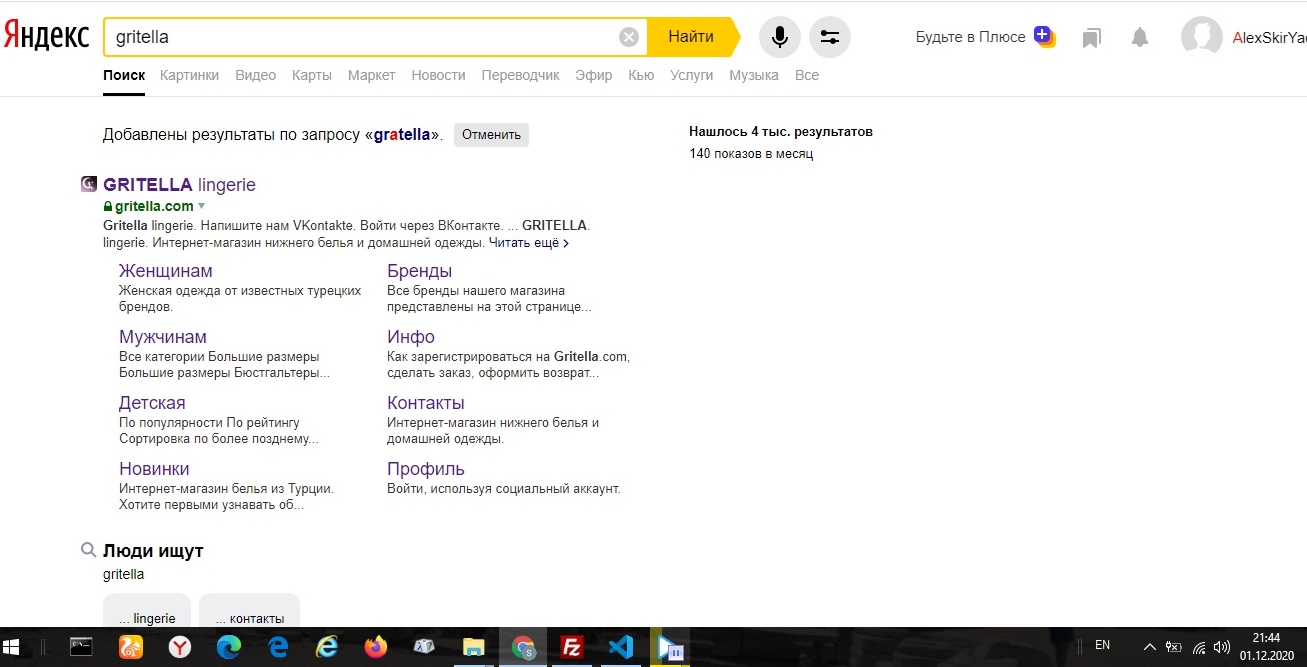 Яндекс
gritella
Найти
Будьте в Плюсе
AlexSkirYa
Поиск Картинки Видео Карты Маркет Новости Переводчик Эфир Кью Услуги Музыка Все
Добавлены результаты по запросу «gratella». Отменить
Нашлось 4 тыс. результатов
140 показов в месяц
GRITELLA lingerie
gritella.com
Gritella lingerie. Напишите нам VKontakte. Войти через ВКонтакте. ... GRITELLA.
lingerie. Интернет-магазин нижнего белья и домашней одежды. Читать ещё >
Женщинам
Женская одежда от известных турецких
брендов.
Бренды
Все бренды нашего магазина
представлены на этой странице...
Мужчинам
Все категории Большие размеры
Большие размеры Бюстгальтеры...
Инфо
Как зарегистрироваться на Gritella.com,
сделать заказ, оформить возврат...
Детская
По популярности По рейтингу
Сортировка по более позднему...
Контакты
Интернет-магазин нижнего белья и
домашней одежды.
Новинки
Интернет-магазин белья из Турции.
Хотите первыми узнавать об...
Профиль
Войти, используя социальный аккаунт.
Люди ищут
gritella
... lingerie
... контакты
EN
21:44
01.12.2020